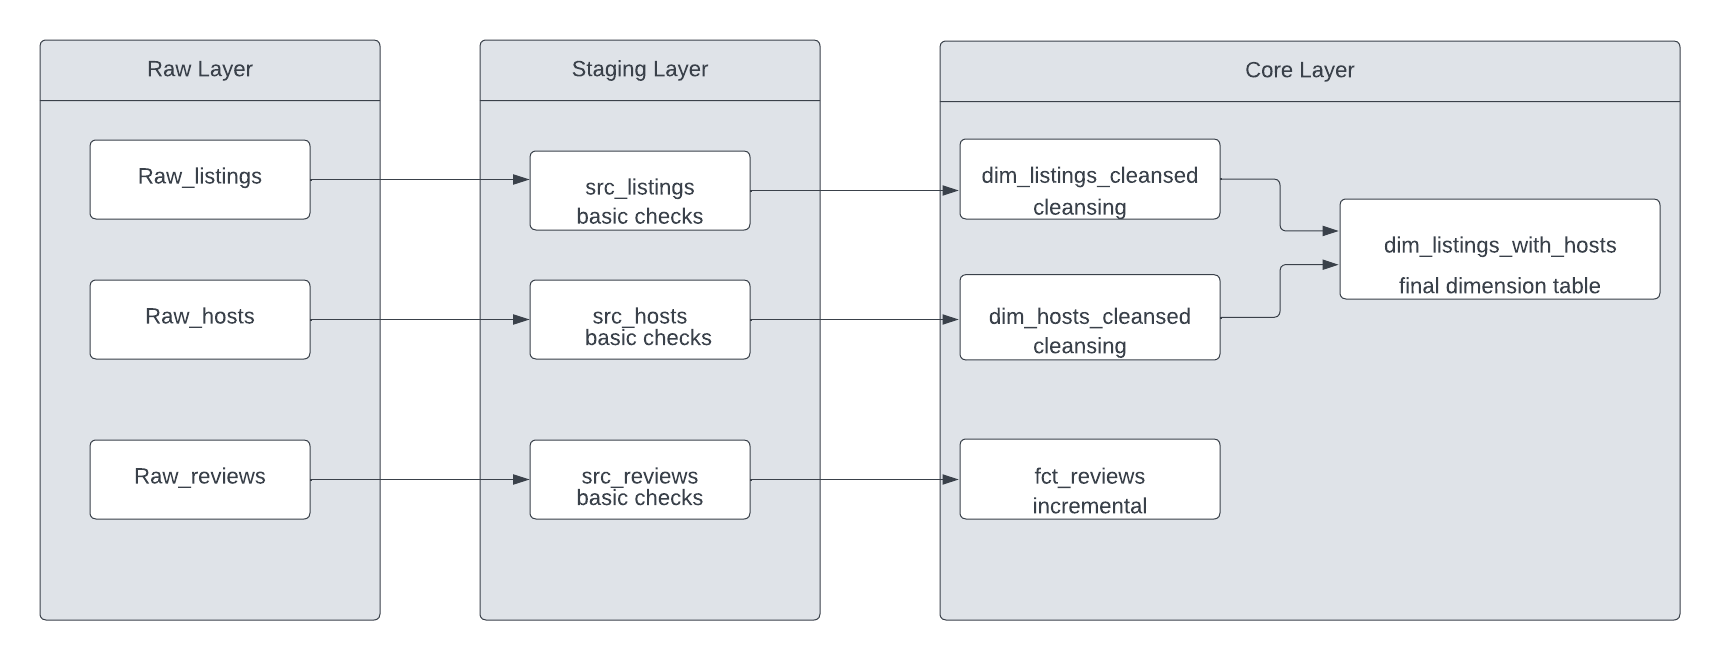 Raw Layer
Raw_listings
Raw_hosts
Raw_reviews
Staging Layer
src_listings
basic checks
src_hosts
basic checks
src_reviews
basic checks
Core Layer
dim_listings_cleansed
cleansing
dim_hosts_cleansed
cleansing
fct_reviews
incremental
dim_listings_with_hosts
final dimension table